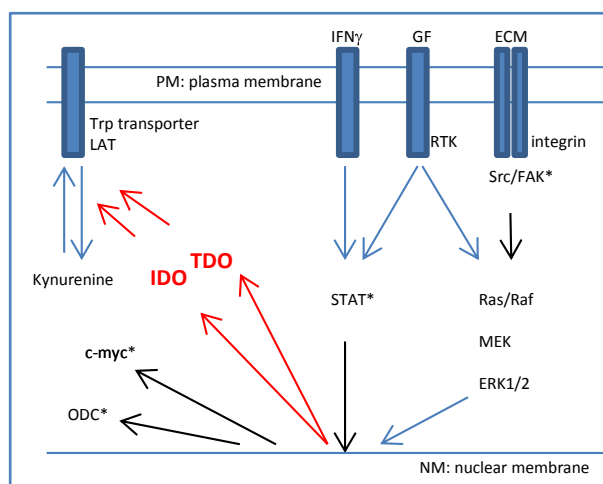 IFNγ GF ECM
PM: plasma membrane
Trp transporter
LAT
RTK
integrin
Src/FAK*
Kynurenine
IDO
TDO
STAT*
Ras/Raf
MEK
ERK1/2
c-myc*
ODC*
NM: nuclear membrane